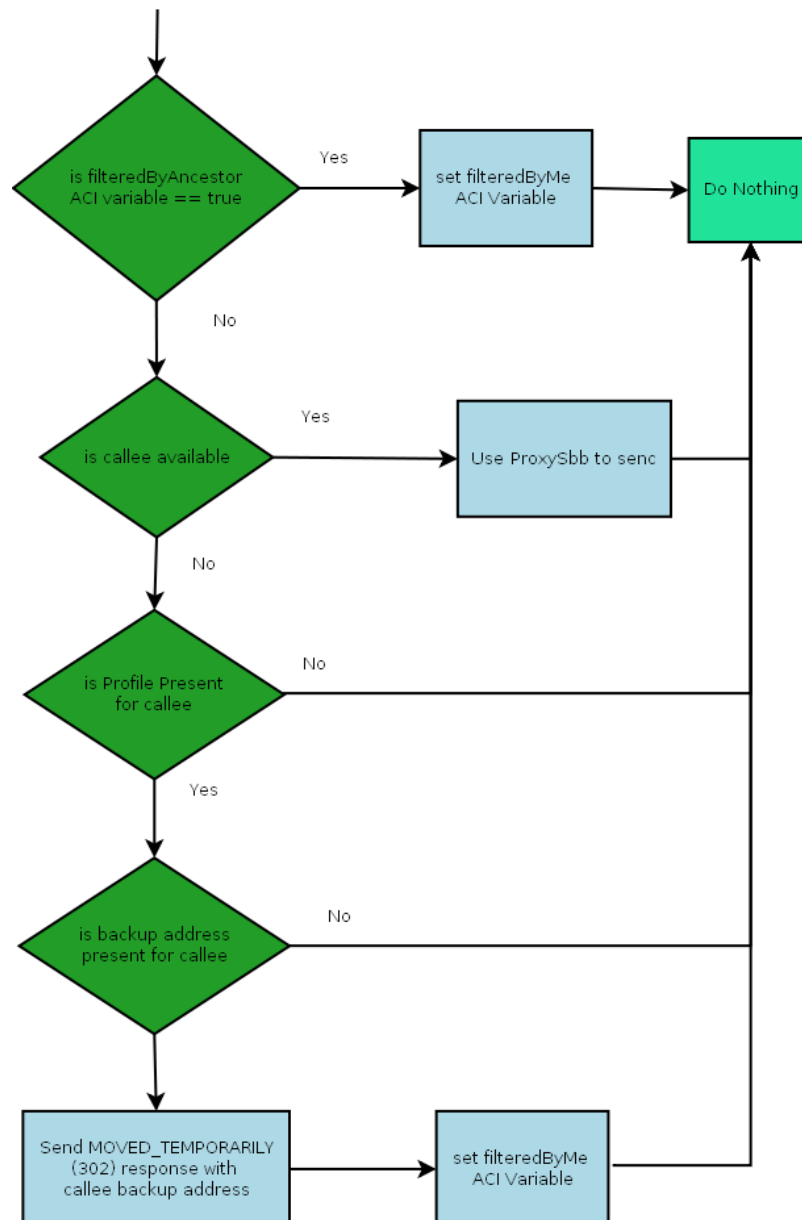 is filteredByAncestor
ACI variable == true
Yes
set filteredByMe
ACI Variable
Do Nothing
No
is callee available
Yes
Use ProxySbb to senc
No
is Profile Present
for callee
No
Yes
is backup address
present for callee
No
Send MOVED_TEMPORARILY
(302) response with
callee backup address
set filteredByMe
ACI Variable